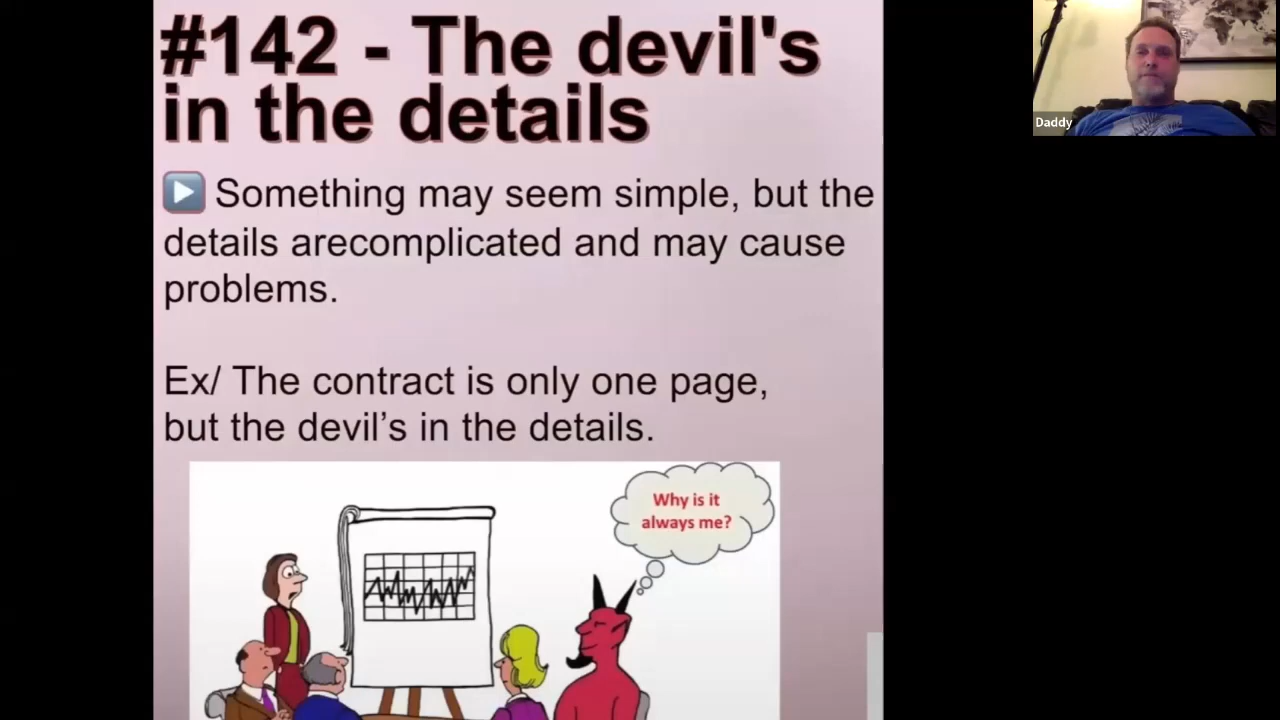 #142 - The devil's
in the details
▶️ Something may seem simple, but the
details arecomplicated and may cause
problems.
Ex/ The contract is only one page,
but the devil’s in the details.
Why is it
always me?
Daddy